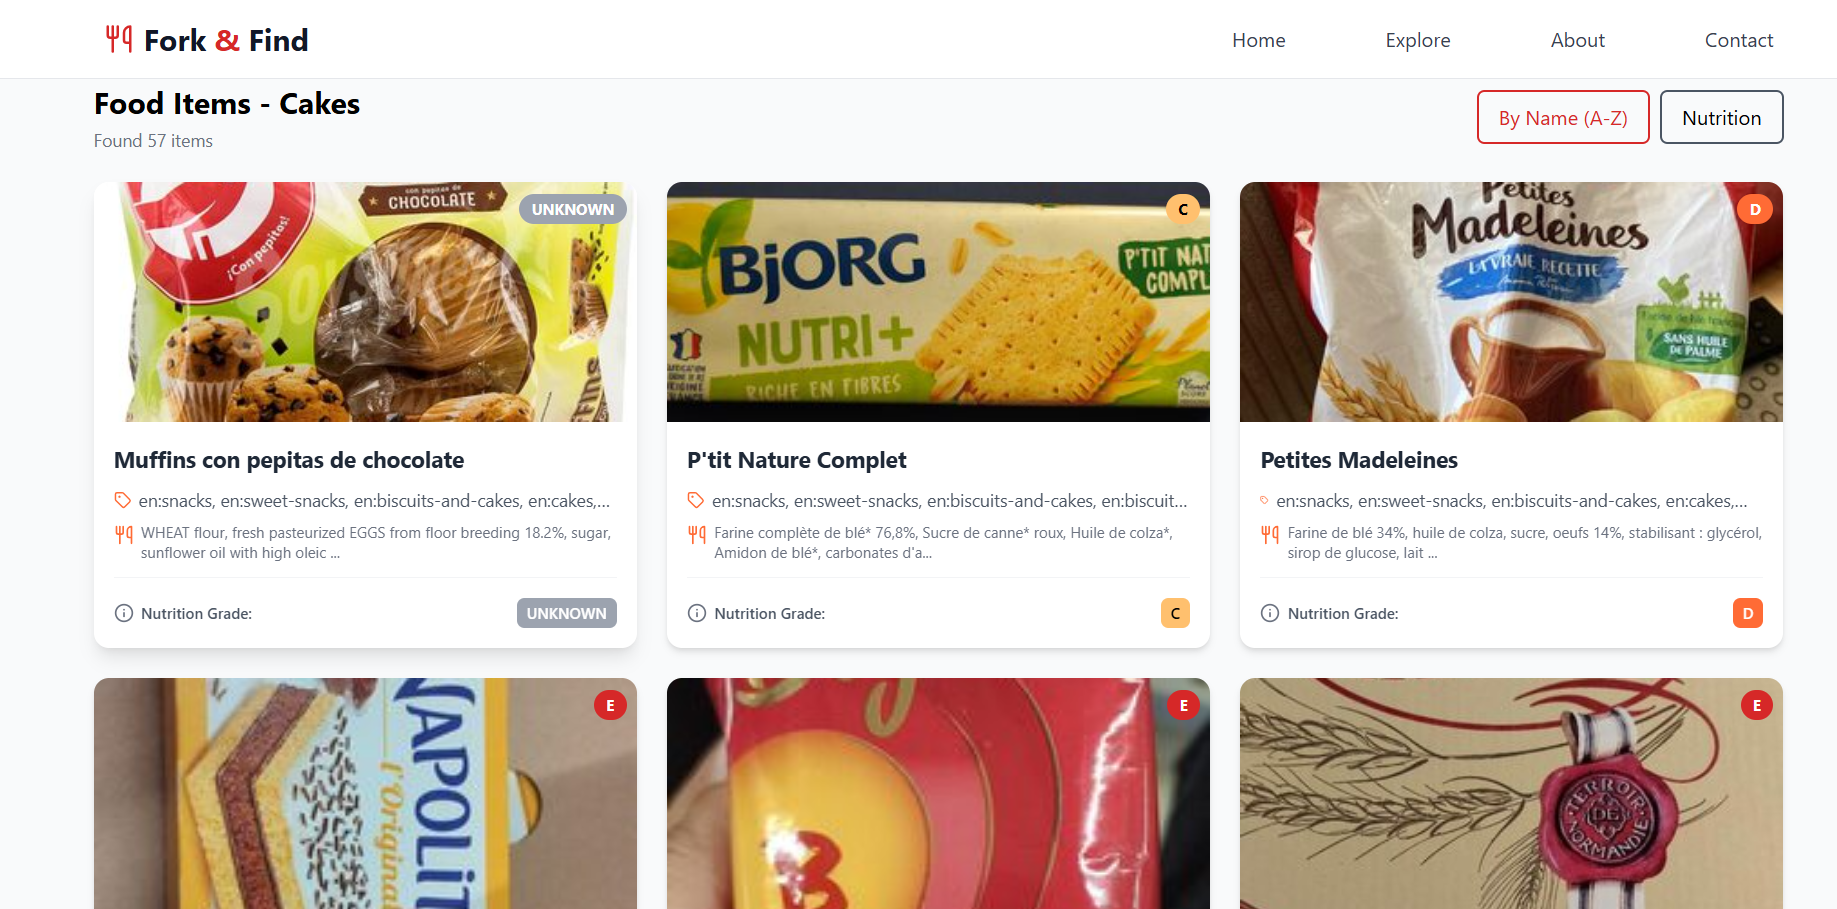 Fork & Find
Home
Explore
About
Contact
Food Items - Cakes
Found 57 items
By Name (A-Z)
Nutrition
con pepitas de
CHOCOLATE
¡Con pepitas!
UNKNOWN
Muffins con pepitas de chocolate
en:snacks, en:sweet-snacks, en:biscuits-and-cakes, en:cakes,...
WHEAT flour, fresh pasteurized EGGS from floor breeding 18.2%, sugar,
sunflower oil with high oleic ...
Nutrition Grade:
UNKNOWN
BJORG
P'TIT NAT
COMPL
NUTRI+
RICHE EN FIBRES
C
P'tit Nature Complet
en:snacks, en:sweet-snacks, en:biscuits-and-cakes, en:biscuit...
Farine complète de blé* 76,8%, Sucre de canne* roux, Huile de colza*,
Amidon de blé*, carbonates d'a...
Nutrition Grade:
C
Petites
Madeleines
LA VRAIE RECETTE
Farine de blé français
SANS HUILE
DE PALME
D
Petites Madeleines
en:snacks, en:sweet-snacks, en:biscuits-and-cakes, en:cakes,...
Farine de blé 34%, huile de colza, sucre, oeufs 14%, stabilisant : glycérol,
sirop de glucose, lait ...
Nutrition Grade:
D
NAPOLIT
l'Original
E
B
E
TERROIR
DE
NORMANDIE
E